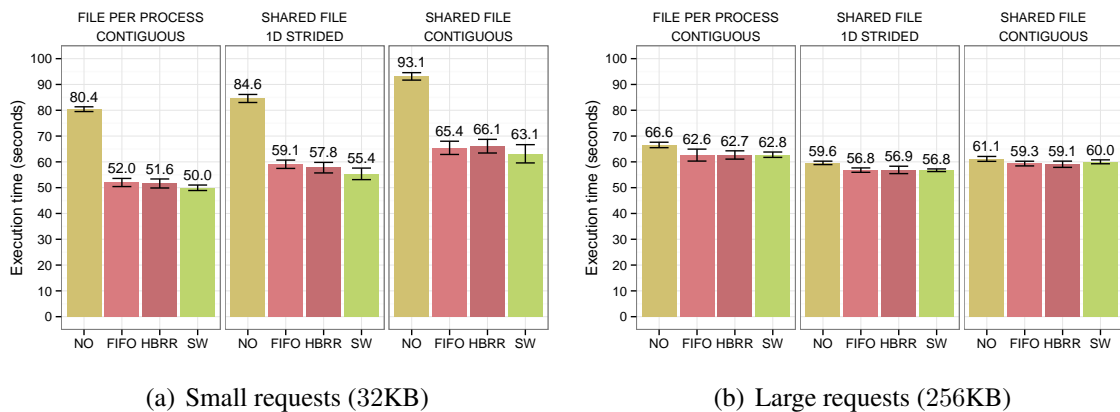 FILE PER PROCESS
CONTIGUOUS
SHARED FILE
1D STRIDED
SHARED FILE
CONTIGUOUS
Execution time (seconds)
100
90
80
70
60
50
40
30
20
10
0
80.4
52.0
51.6
50.0
84.6
59.1
57.8
55.4
93.1
65.4
66.1
63.1
NO FIFO HBRR SW
NO FIFO HBRR SW
NO FIFO HBRR SW
(a) Small requests (32KB)
FILE PER PROCESS
CONTIGUOUS
SHARED FILE
1D STRIDED
SHARED FILE
CONTIGUOUS
Execution time (seconds)
100
90
80
70
60
50
40
30
20
10
0
66.6
62.6
62.7
62.8
59.6
56.8
56.9
56.8
61.1
59.3
59.1
60.0
NO FIFO HBRR SW
NO FIFO HBRR SW
NO FIFO HBRR SW
(b) Large requests (256KB)